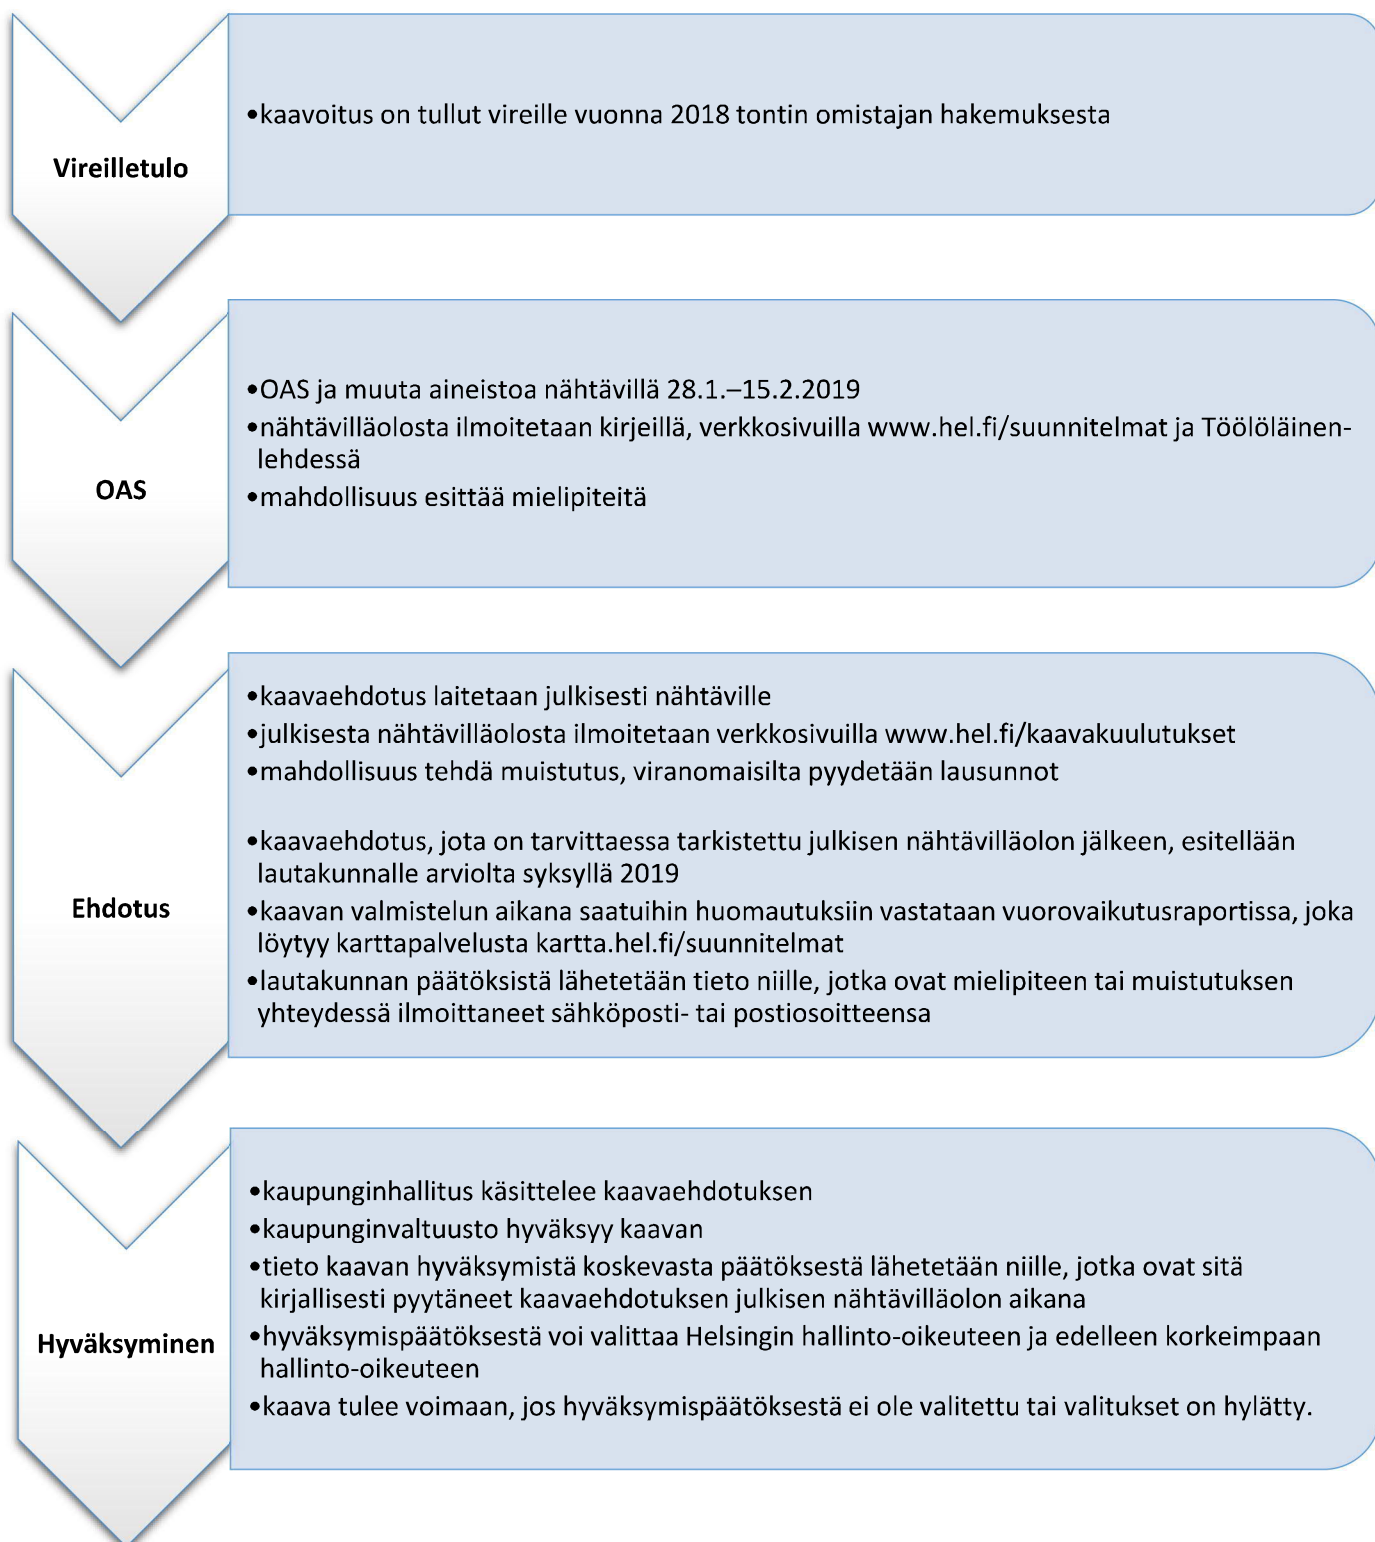 Vireilletulo
•kaavoitus on tullut vireille vuonna 2018 tontin omistajan hakemuksesta
OAS
•OAS ja muuta aineistoa nähtävillä 28.1.–15.2.2019
•nähtävilläolosta ilmoitetaan kirjeillä, verkkosivuilla www.hel.fi/suunnitelmat ja Töölöläinen-
lehdessä
•mahdollisuus esittää mielipiteitä
Ehdotus
•kaavaehdotus laitetaan julkisesti nähtäville
•julkisesta nähtävilläolosta ilmoitetaan verkkosivuilla www.hel.fi/kaavakuulutukset
•mahdollisuus tehdä muistutus, viranomaisilta pyydetään lausunnot
•kaavaehdotus, jota on tarvittaessa tarkistettu julkisen nähtävilläolon jälkeen, esitellään
lautakunnalle arviolta syksyllä 2019
•kaavan valmistelun aikana saatuihin huomautuksiin vastataan vuorovaikutusraportissa, joka
löytyy karttapalvelusta kartta.hel.fi/suunnitelmat
•lautakunnan päätöksistä lähetetään tieto niille, jotka ovat mielipiteen tai muistutuksen
yhteydessä ilmoittaneet sähköposti- tai postiosoitteensa
Hyväksyminen
•kaupunginhallitus käsittelee kaavaehdotuksen
•kaupunginvaltuusto hyväksyy kaavan
•tieto kaavan hyväksymistä koskevasta päätöksestä lähetetään niille, jotka ovat sitä
kirjallisesti pyytäneet kaavaehdotuksen julkisen nähtävilläolon aikana
•hyväksymispäätöksestä voi valittaa Helsingin hallinto-oikeuteen ja edelleen korkeimpaan
hallinto-oikeuteen
•kaava tulee voimaan, jos hyväksymispäätöksestä ei ole valitettu tai valitukset on hylätty.